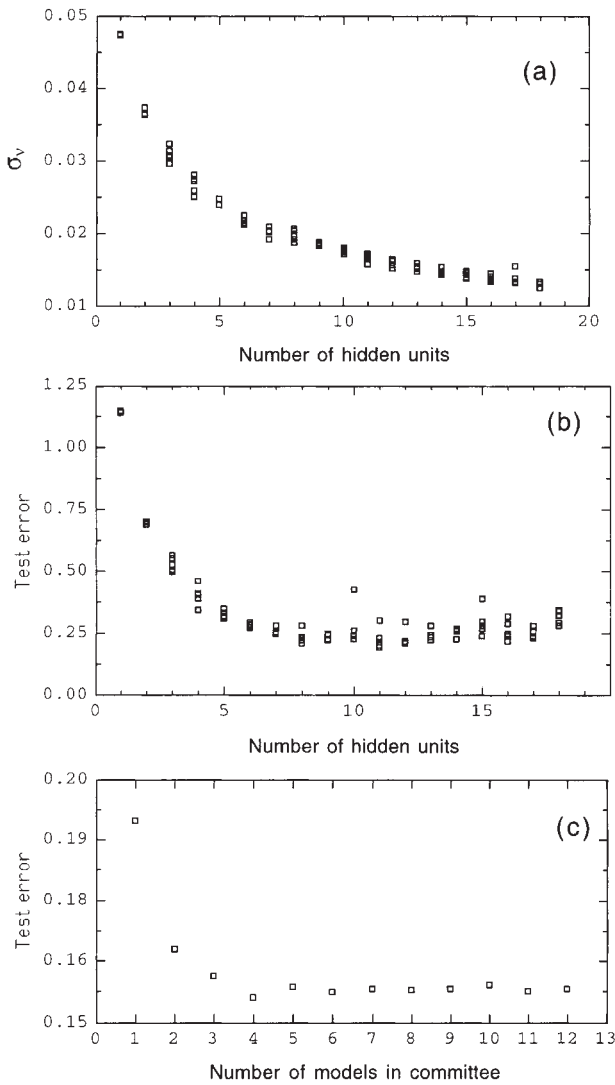 0.05
(a)
0.04
σν
0.03
0.02
0.01
0 5 10 15 20
Number of hidden units
1.25
(b)
1.00
Test error
0.75
0.50
0.25
0.00
0 5 10 15
Number of hidden units
0.20
(c)
0.19
Test error
0.18
0.17
0.16
0.15
0 1 2 3 4 5 6 7 8 9 10 11 12 13
Number of models in committee